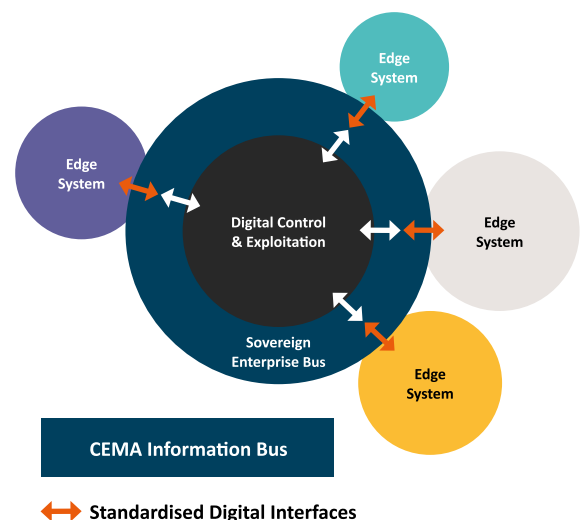 Edge
System
Edge
System
Digital Control
& Exploitation
Edge
System
Sovereign
Enterprise Bus
Edge
System
CEMA Information Bus
Standardised Digital Interfaces